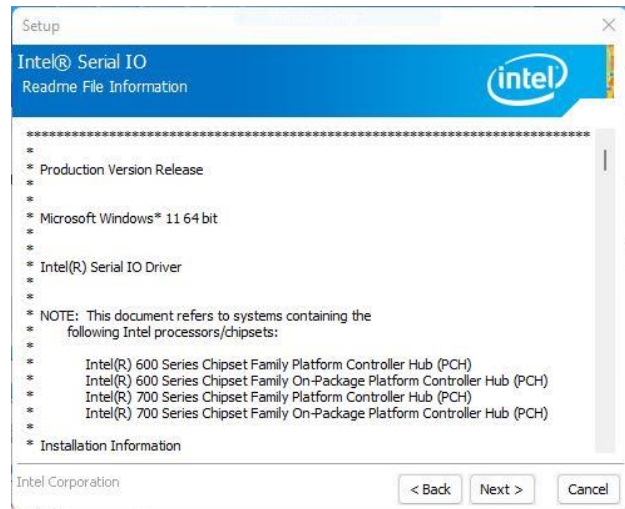 Setup
Intel® Serial IO
Readme File Information
intel
******************************************************************************
*
* Production Version Release
*
*
* Microsoft Windows* 11 64 bit
*
*
* Intel(R) Serial IO Driver
*
*
* NOTE: This document refers to systems containing the
* following Intel processors/chipsets:
*
* Intel(R) 600 Series Chipset Family Platform Controller Hub (PCH)
* Intel(R) 600 Series Chipset Family On-Package Platform Controller Hub (PCH)
* Intel(R) 700 Series Chipset Family Platform Controller Hub (PCH)
* Intel(R) 700 Series Chipset Family On-Package Platform Controller Hub (PCH)
*
* Installation Information
Intel Corporation
< Back
Next >
Cancel